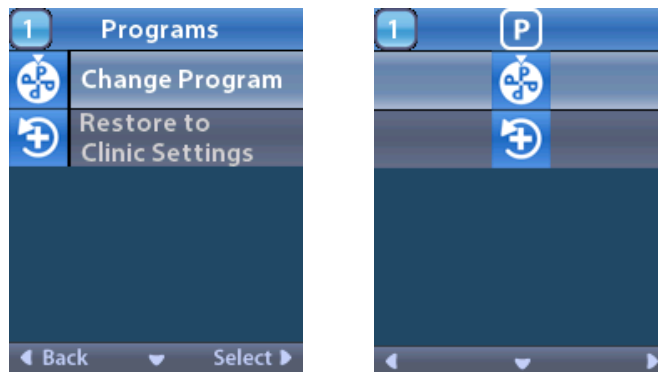 1 Programs
Change Program
Restore to
Clinic Settings
Back Select
1 P